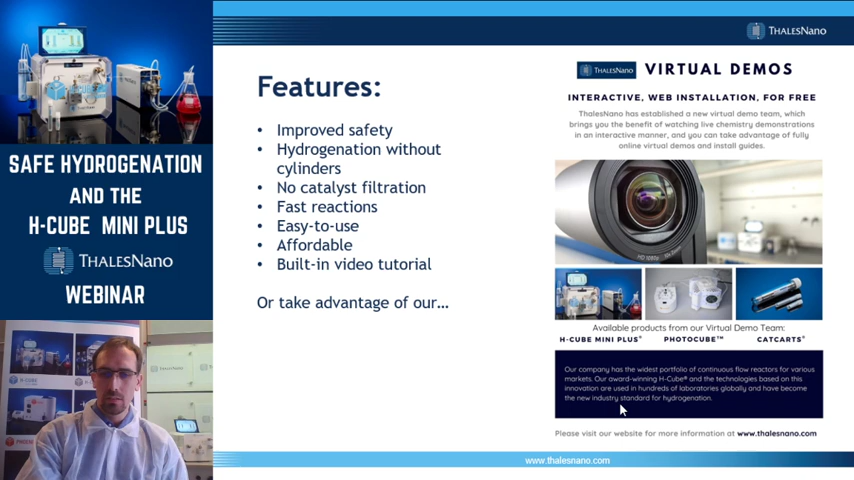 SAFE HYDROGENATION
AND THE
H-CUBE MINI PLUS
THALESNANO
WEBINAR
THALESNANO
Features:
• Improved safety
• Hydrogenation without
cylinders
• No catalyst filtration
• Fast reactions
• Easy-to-use
• Affordable
• Built-in video tutorial
Or take advantage of our...
THALESNANO
VIRTUAL DEMOS
INTERACTIVE, WEB INSTALLATION, FOR FREE
ThalesNano has established a new virtual demo team, which
brings you the benefit of watching live chemistry demonstrations
in an interactive manner, and you can take advantage of fully
online virtual demos and install guides.
HD 1080p
Available products from our Virtual Demo Team:
H-CUBE MINI PLUS® PHOTOCUBE™ CATCARTS®
Our company has the widest portfolio of continuous flow reactors for various
markets. Our award-winning H-Cube® and the technologies based on this
innovation are used in hundreds of laboratories globally and have become
the new industry standard for hydrogenation.
Please visit our website for more information at www.thalesnano.com
www.thalesnano.com